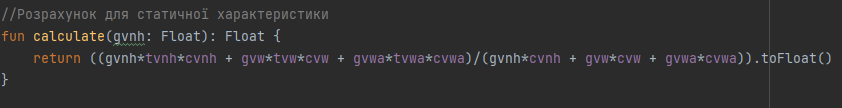 //Розрахунок для статичної характеристики
fun calculate(gvnh: Float): Float {
    return ((gvnh*tvnh*cvnh + gvw*tvw*cvw + gvwa*tvwa*cvwa)/(gvnh*cvnh + gvw*cvw + gvwa*cvwa)).toFloat()
}